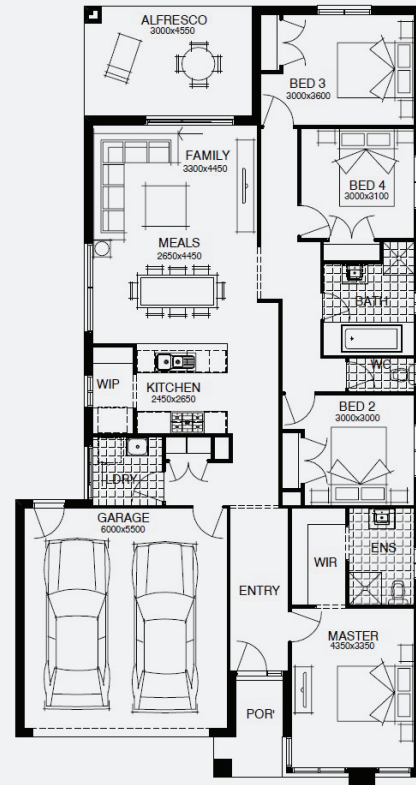 ALFRESCO
3000x4550
BED 3
3000x3600
FAMILY
3300x4450
BED 4
3000x3100
MEALS
2650x4450
BATH
WC
WIP
KITCHEN
2450x2650
BED 2
3000x3000
LDRY
GARAGE
6000x5500
WIR
ENS
ENTRY
MASTER
4350x3350
POR'